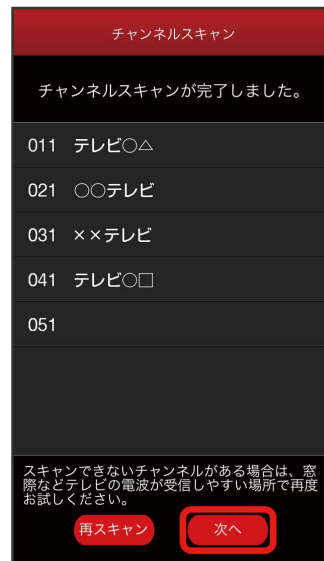 チャンネルスキャン
チャンネルスキャンが完了しました。
011 テレビ○△
021 ○○テレビ
031 ××テレビ
041 テレビ○□
051
スキャンできないチャンネルがある場合は、窓
際などテレビの電波が受信しやすい場所で再度
お試しください。
再スキャン 次へ